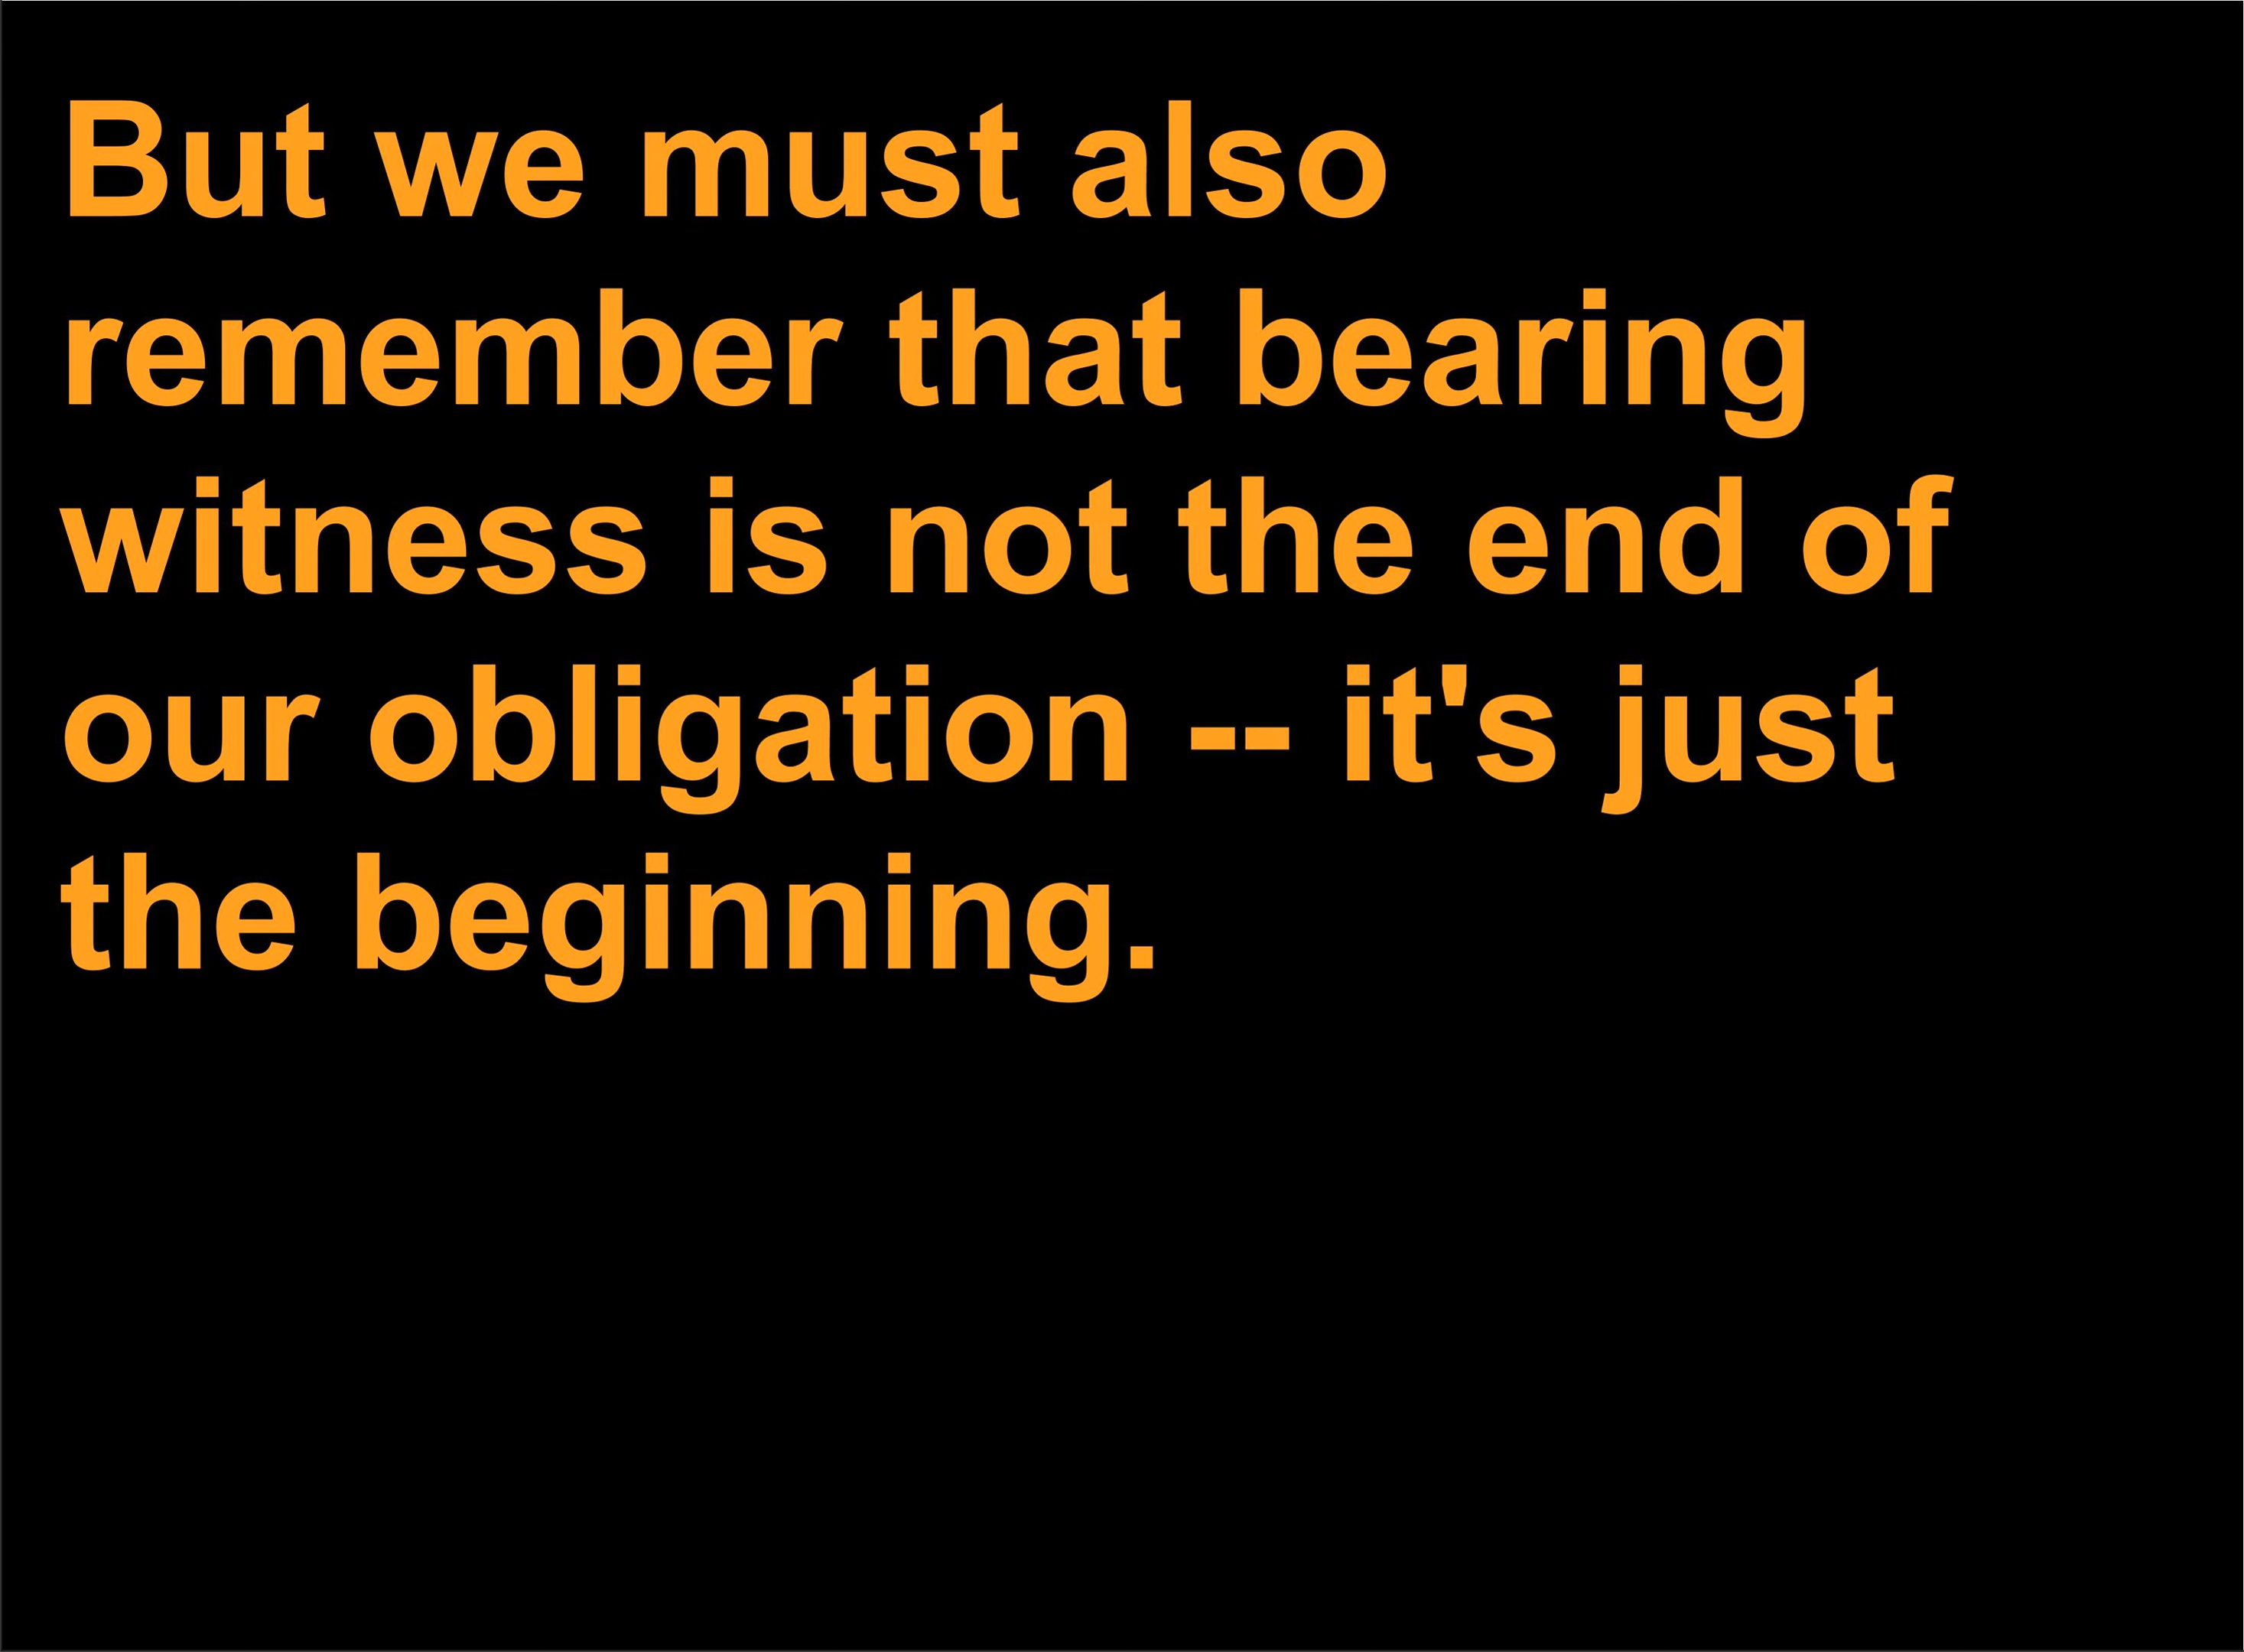 But we must also
remember that bearing
witness is not the end of
our obligation -- it's just
the beginning.